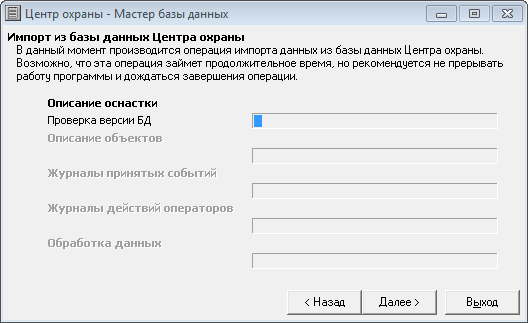 Центр охраны - Мастер базы данных
Импорт из базы данных Центра охраны
В данный момент производится операция импорта данных из базы данных Центра охраны.
Возможно, что эта операция займет продолжительное время, но рекомендуется не прерывать
работу программы и дождаться завершения операции.
Описание оснастки
Проверка версии БД
Описание объектов
Журналы принятых событий
Журналы действий операторов
Обработка данных
< Назад
Далее >
Выход